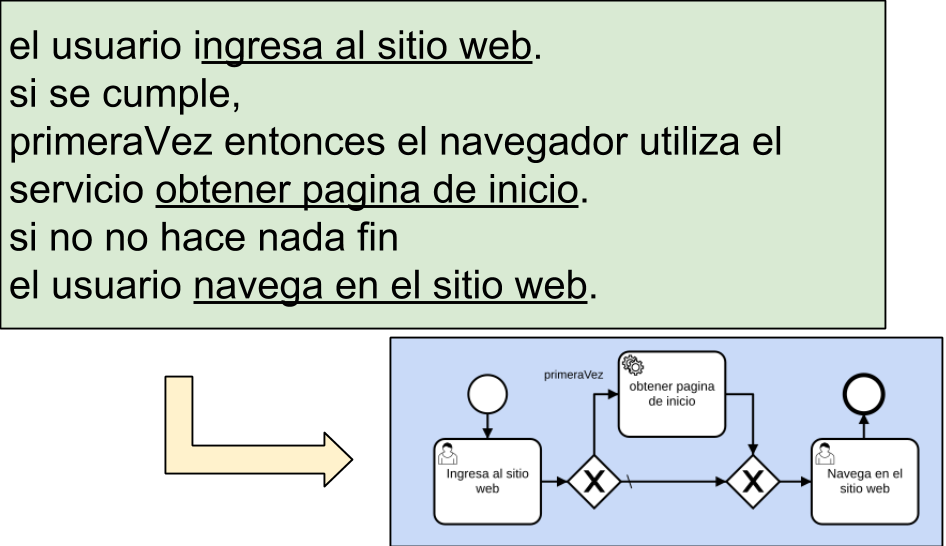 el usuario ingresa al sitio web.
si se cumple,
primeraVez entonces el navegador utiliza el
servicio obtener pagina de inicio.
si no no hace nada fin
el usuario navega en el sitio web.
primeraVez
obtener pagina
de inicio
Ingresa al sitio
web
X
X
Navega en el
sitio web